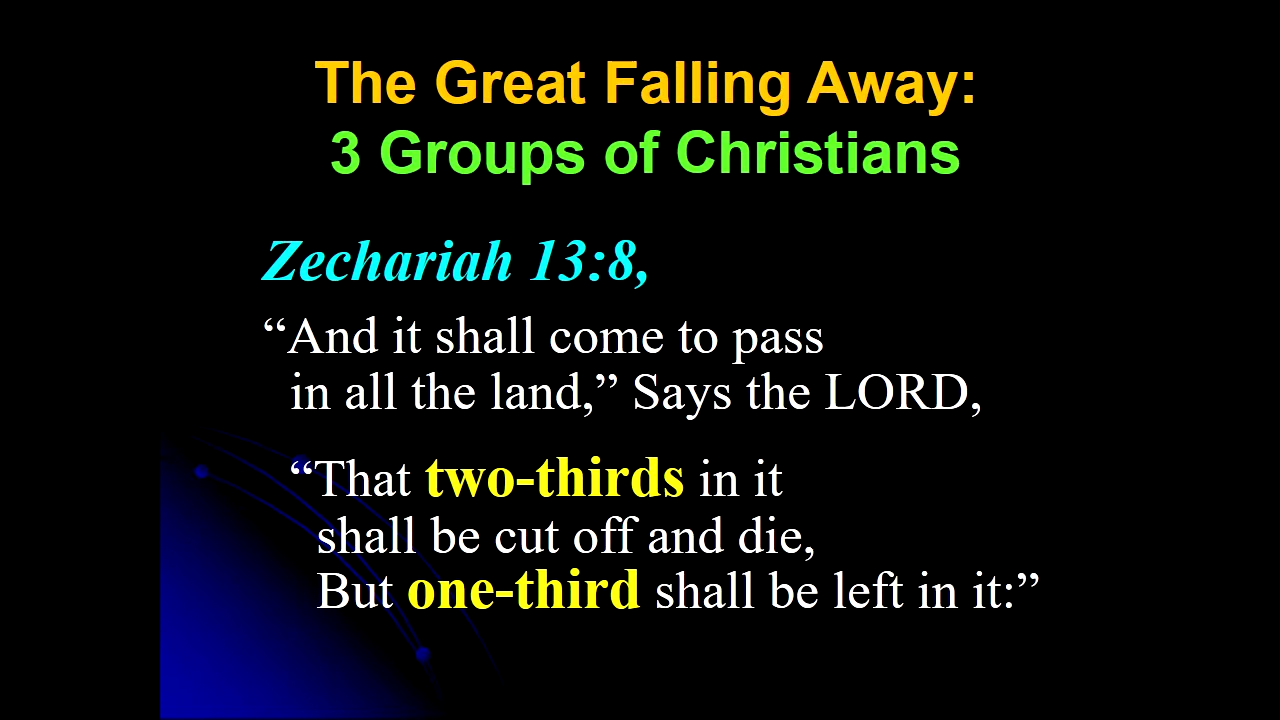 The Great Falling Away:
3 Groups of Christians
Zechariah 13:8,
“And it shall come to pass
in all the land,” Says the LORD,
“That two-thirds in it
shall be cut off and die,
But one-third shall be left in it:”